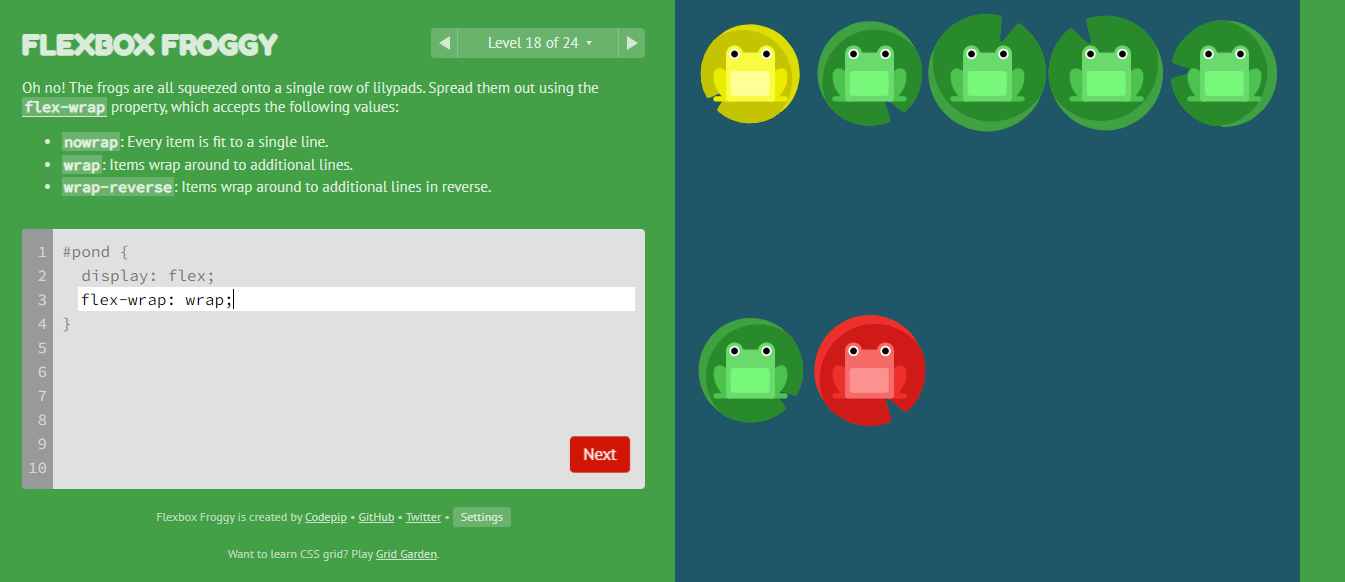 FLEXBOX FROGGY
Level 18 of 24
Oh no! The frogs are all squeezed onto a single row of lilypads. Spread them out using the
flex-wrap property, which accepts the following values:
• nowrap: Every item is fit to a single line.
• wrap: Items wrap around to additional lines.
• wrap-reverse: Items wrap around to additional lines in reverse.
1 #pond {
2 display: flex;
3 flex-wrap: wrap;
4 }
5
6
7
8
9
10
Next
Flexbox Froggy is created by Codepip • GitHub • Twitter • Settings
Want to learn CSS grid? Play Grid Garden.